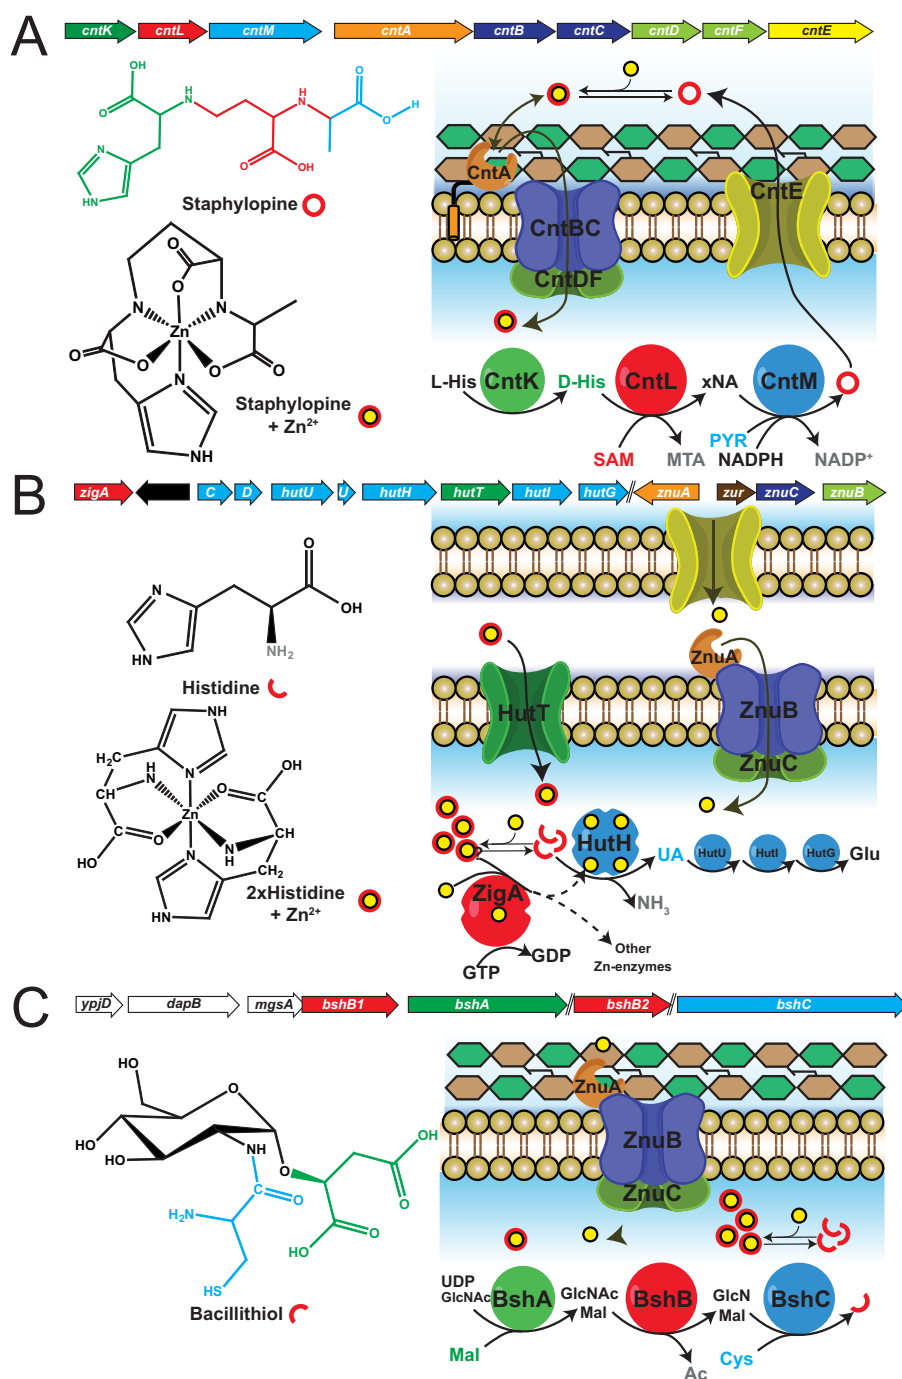 A
cntK cntL cntM cntA cntB cntC cntD cntF cntE
OH
O
N
H
H
N
O
O
H
O
OH
N
HN
Staphylopine
CntA
CntE
CntBC
CntDF
O
O
O
N
N
Zn
O
O
O
O
N
NH
Staphylopine
+ Zn2+
L-His CntK D-His CntL xNA CntM
PYR
SAM MTA NADPH NADP+
B
zigA C D hutU U hutH hutT hutI hutG znuA zur znuC znuB
O
N
OH
HN
NH2
Histidine
ZnuA
HutT
ZnuB
ZnuC
NH
H2C
N
H
N
CH
O
OH
O
Zn
O
O
HO
N
H
CH
N
CH2
HN
2xHistidine
+ Zn2+
HutH
UA HutU HutI HutG Glu
ZigA
NH3
GTP GDP
Other
Zn-enzymes
C
ypjD dapB mgsA bshB1 bshA bshB2 bshC
HO
O
HO
HO
NH
O
OH
O
O
H2N
O
HO
HS
Bacillithiol
ZnuA
ZnuB
ZnuC
UDP
GlcNAc
BshA
GlcNAc
Mal
BshB
GlcN
Mal
BshC
Mal
Cys
Ac